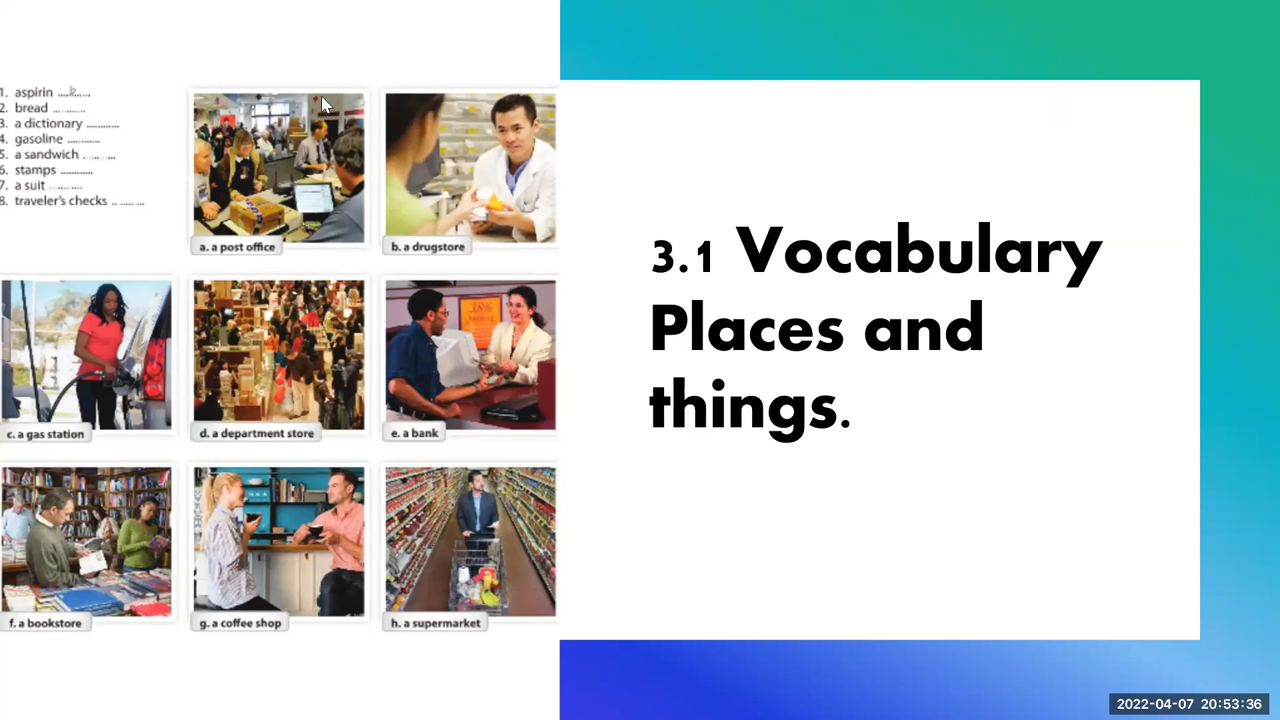 1. aspirin
2. bread
3. a dictionary
4. gasoline
5. a sandwich
6. stamps
7. a suit
8. traveler's checks
a. a post office
b. a drugstore
c. a gas station
d. a department store
e. a bank
f. a bookstore
g. a coffee shop
h. a supermarket
3.1 Vocabulary
Places and
things.
2022-04-07 20:53:36